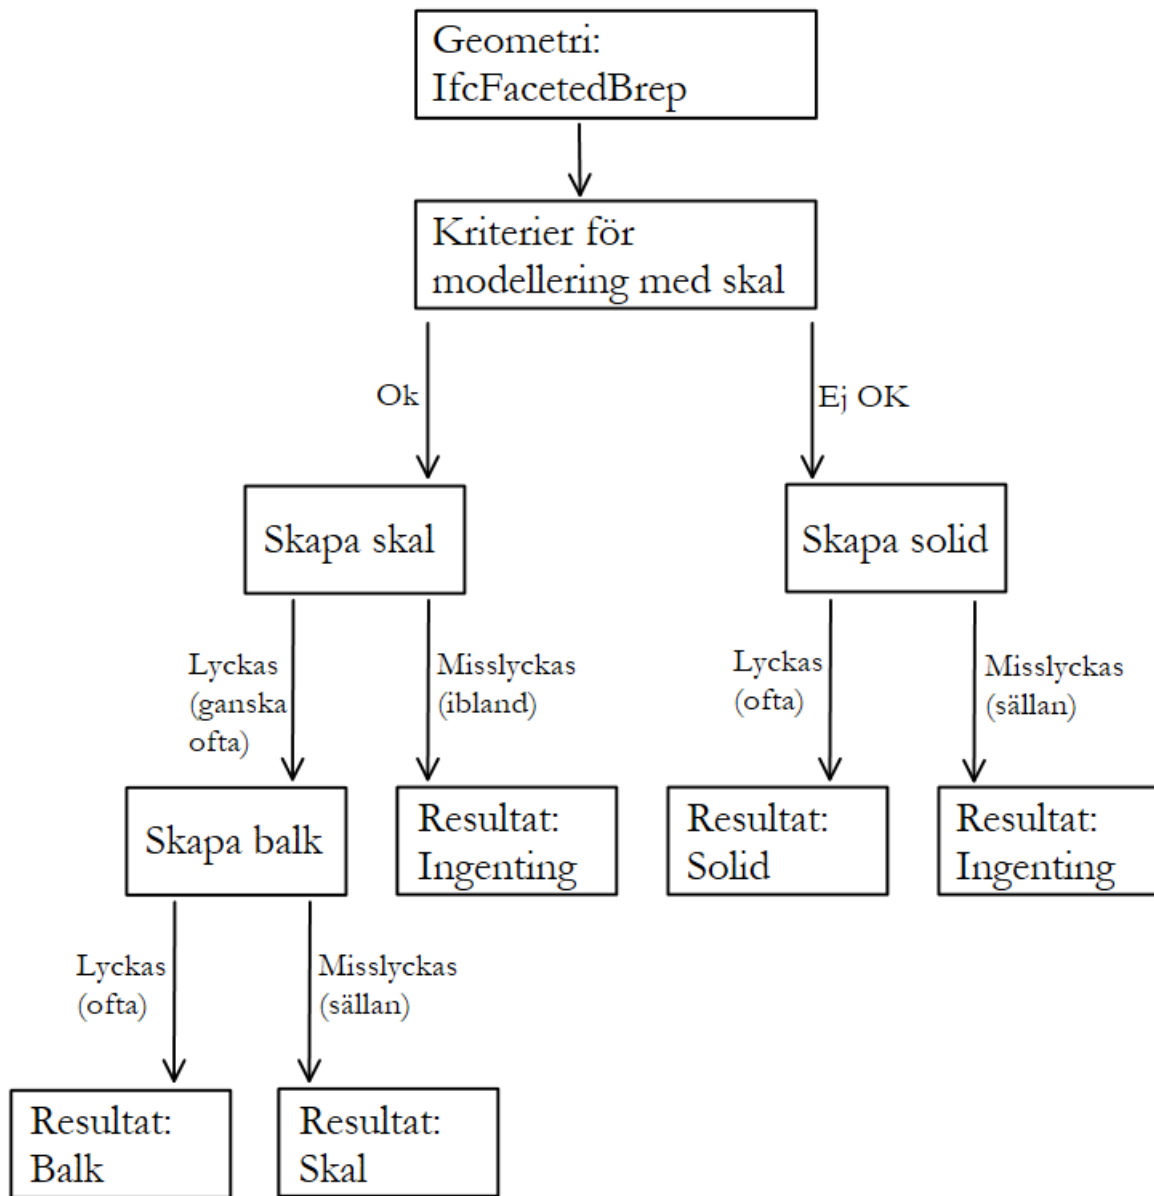 Geometri:
IfcFacetedBrep
Kriterier för
modellering med skal
Ok
Ej OK
Skapa skal
Skapa solid
Lyckas
(ganska
ofta)
Misslyckas
(ibland)
Lyckas
(ofta)
Misslyckas
(sällan)
Skapa balk
Resultat:
Ingenting
Resultat:
Solid
Resultat:
Ingenting
Lyckas
(ofta)
Misslyckas
(sällan)
Resultat:
Balk
Resultat:
Skal